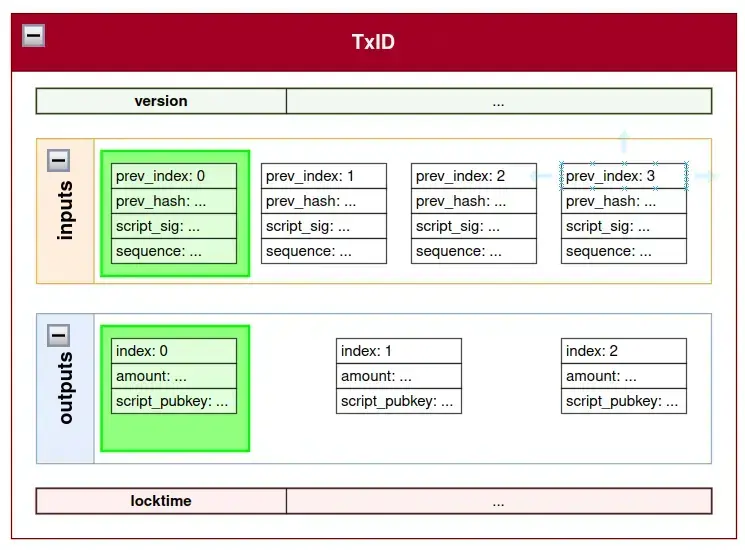 TxID
version ...
inputs
prev_index: 0 prev_index: 1 prev_index: 2 prev_index: 3
prev_hash: ... prev_hash: ... prev_hash: ... prev_hash: ...
script_sig: ... script_sig: ... script_sig: ... script_sig: ...
sequence: ... sequence: ... sequence: ... sequence: ...
outputs
index: 0 index: 1 index: 2
amount: ... amount: ... amount: ...
script_pubkey: ... script_pubkey: ... script_pubkey: ...
locktime ...